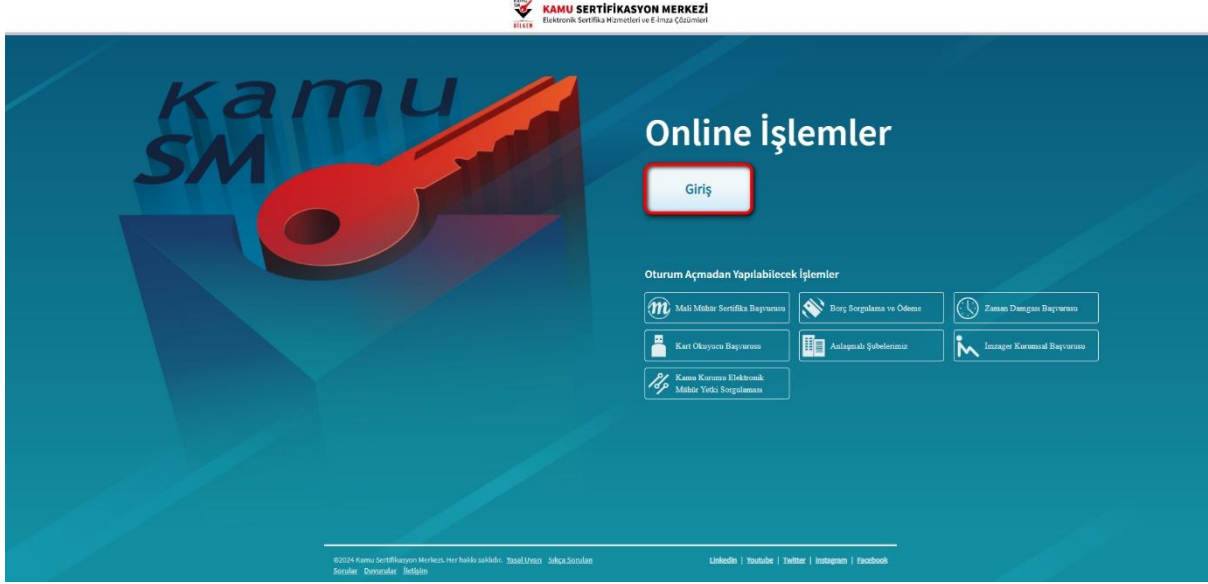 BİLGEM
KAMU SERTİFİKASYON MERKEZİ
Elektronik Sertifika Hizmetleri ve E-İmza Çözümleri
kamu
SM
Online İşlemler
Giriş
Oturum Açmadan Yapılabilecek İşlemler
Mali Mühür Sertifika Başvurusu
Borç Sorgulama ve Ödeme
Zaman Damgası Başvurusu
Kart Okuyucu Başvurusu
Anlaşmalı Şubelerimiz
İmzager Kurumsal Başvurusu
Kamu Kurumu Elektronik
Mühür Yetki Sorgulaması
©2024 Kamu Sertifikasyon Merkezi. Her hakkı saklıdır. Yasal Uyarı Sıkça Sorulan
Sorular Duyurular İletişim
Linkedin | Youtube | Twitter | Instagram | Facebook